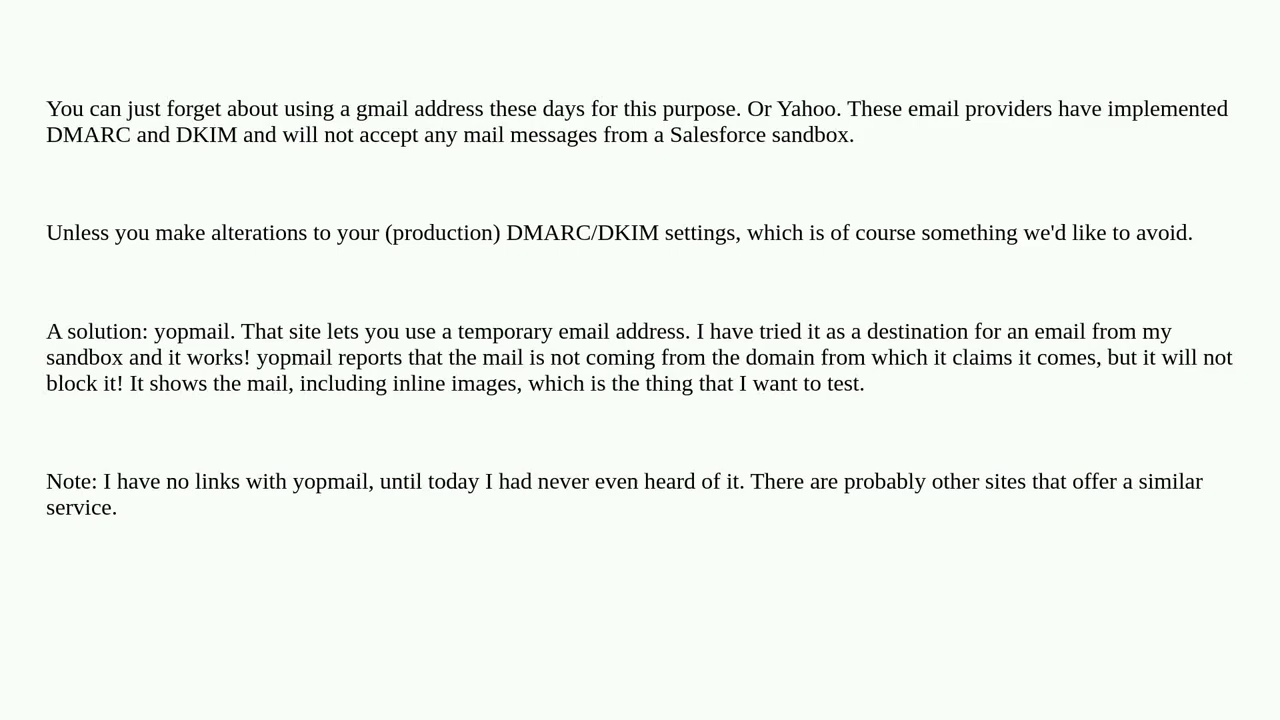 You can just forget about using a gmail address these days for this purpose. Or Yahoo. These email providers have implemented
DMARC and DKIM and will not accept any mail messages from a Salesforce sandbox.
Unless you make alterations to your (production) DMARC/DKIM settings, which is of course something we'd like to avoid.
A solution: yopmail. That site lets you use a temporary email address. I have tried it as a destination for an email from my
sandbox and it works! yopmail reports that the mail is not coming from the domain from which it claims it comes, but it will not
block it! It shows the mail, including inline images, which is the thing that I want to test.
Note: I have no links with yopmail, until today I had never even heard of it. There are probably other sites that offer a similar
service.